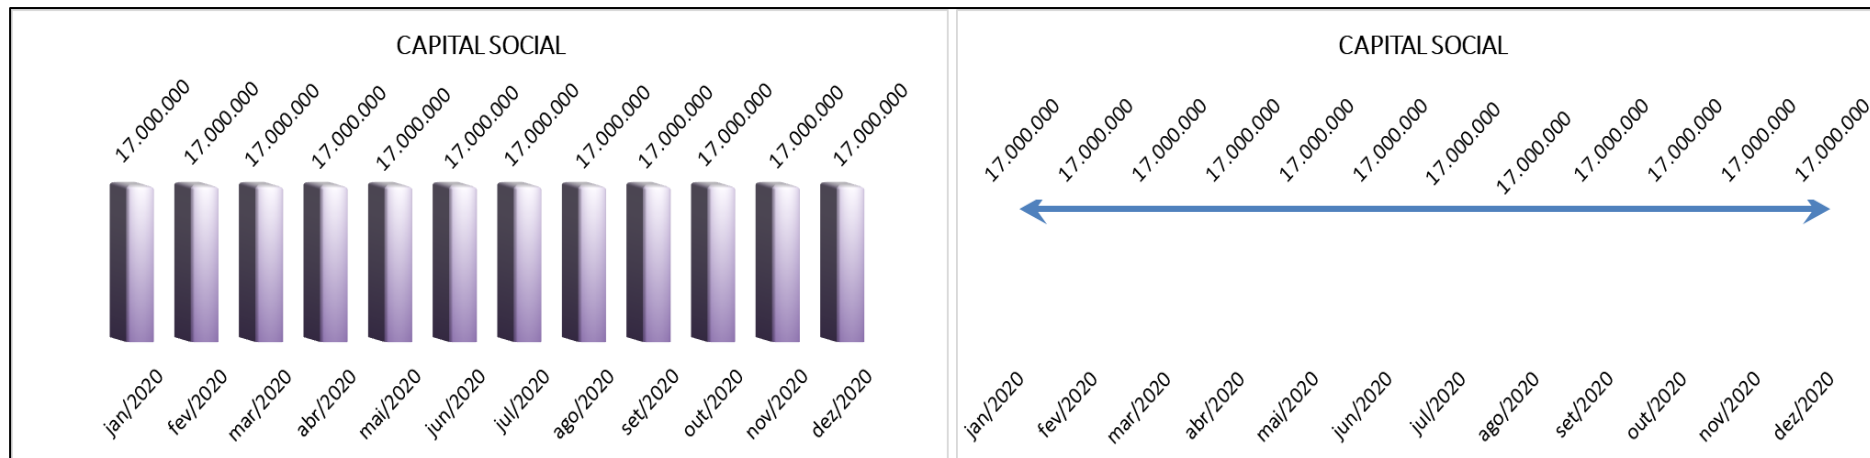 CAPITAL SOCIAL
17.000.000 17.000.000 17.000.000 17.000.000 17.000.000 17.000.000 17.000.000 17.000.000 17.000.000 17.000.000 17.000.000 17.000.000
jan/2020 fev/2020 mar/2020 abr/2020 mai/2020 jun/2020 jul/2020 ago/2020 set/2020 out/2020 nov/2020 dez/2020
CAPITAL SOCIAL
17.000.000 17.000.000 17.000.000 17.000.000 17.000.000 17.000.000 17.000.000 17.000.000 17.000.000 17.000.000 17.000.000 17.000.000
jan/2020 fev/2020 mar/2020 abr/2020 mai/2020 jun/2020 jul/2020 ago/2020 set/2020 out/2020 nov/2020 dez/2020